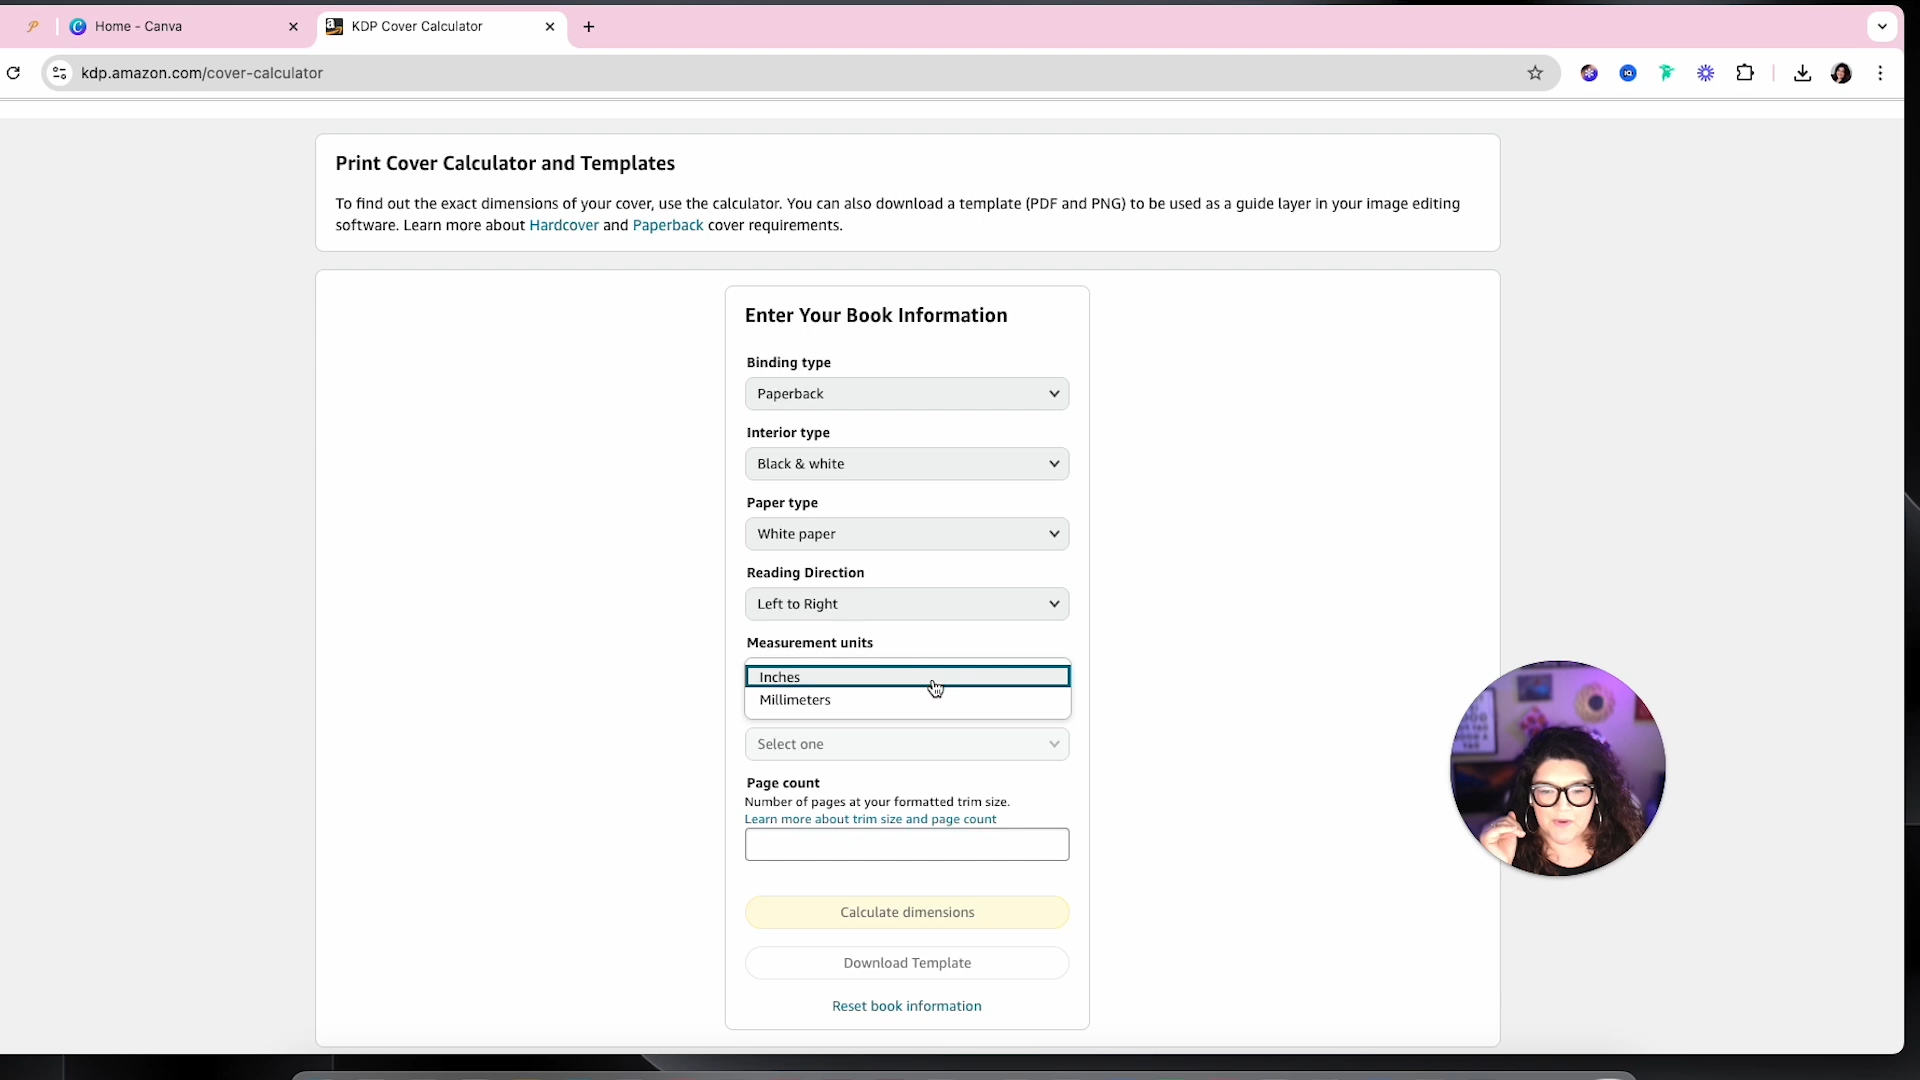 Home - Canva
KDP Cover Calculator
kdp.amazon.com/cover-calculator
Print Cover Calculator and Templates
To find out the exact dimensions of your cover, use the calculator. You can also download a template (PDF and PNG) to be used as a guide layer in your image editing
software. Learn more about Hardcover and Paperback cover requirements.
Enter Your Book Information
Binding type
Paperback
Interior type
Black & white
Paper type
White paper
Reading Direction
Left to Right
Measurement units
Inches
Millimeters
Select one
Page count
Number of pages at your formatted trim size.
Learn more about trim size and page count
Calculate dimensions
Download Template
Reset book information